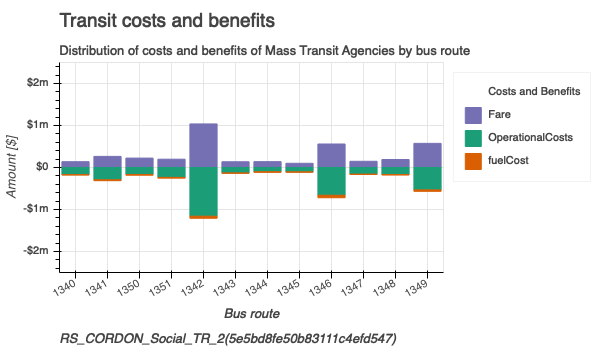 Transit costs and benefits
Distribution of costs and benefits of Mass Transit Agencies by bus route
$2m
$1m
$0
-$1m
-$2m
Amount [$]
1340
1341
1350
1351
1342
1343
1344
1345
1346
1347
1348
1349
Bus route
Costs and Benefits
Fare
OperationalCosts
fuelCost
RS_CORDON_Social_TR_2(5e5bd8fe50b83111c4efd547)